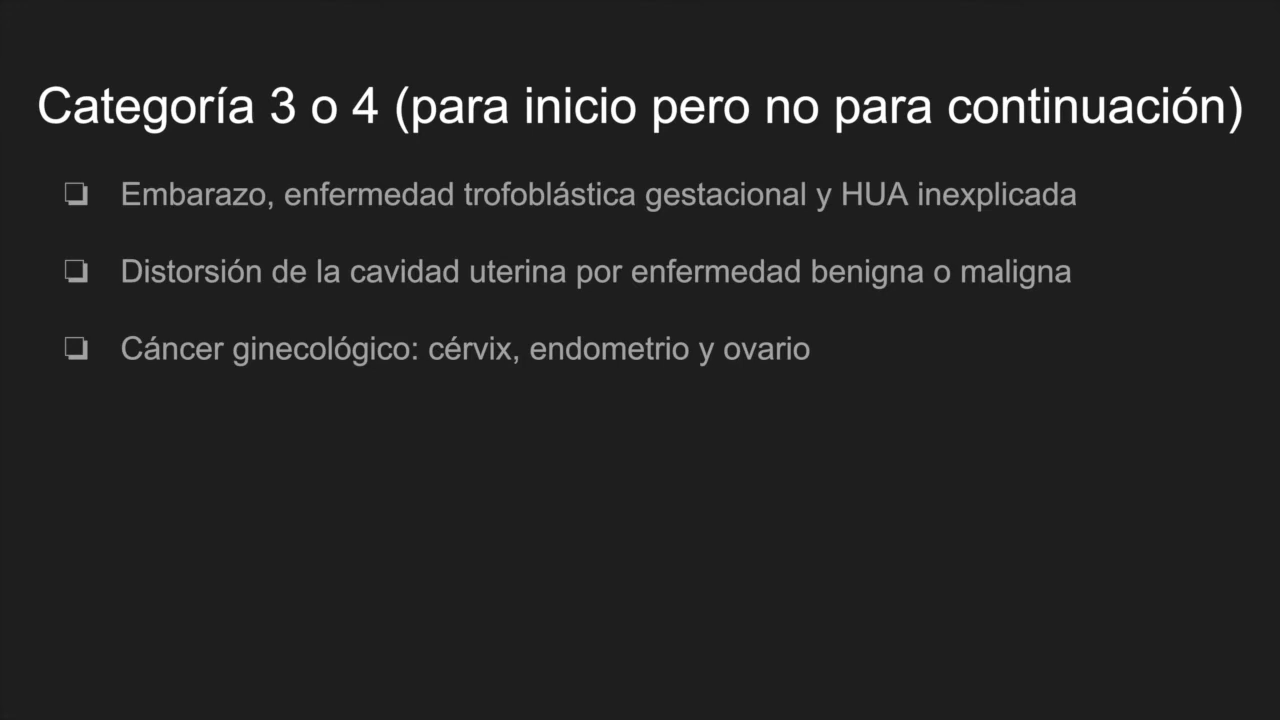 Categoría 3 o 4 (para inicio pero no para continuación)
❏ Embarazo, enfermedad trofoblástica gestacional y HUA inexplicada
❏ Distorsión de la cavidad uterina por enfermedad benigna o maligna
❏ Cáncer ginecológico: cérvix, endometrio y ovario